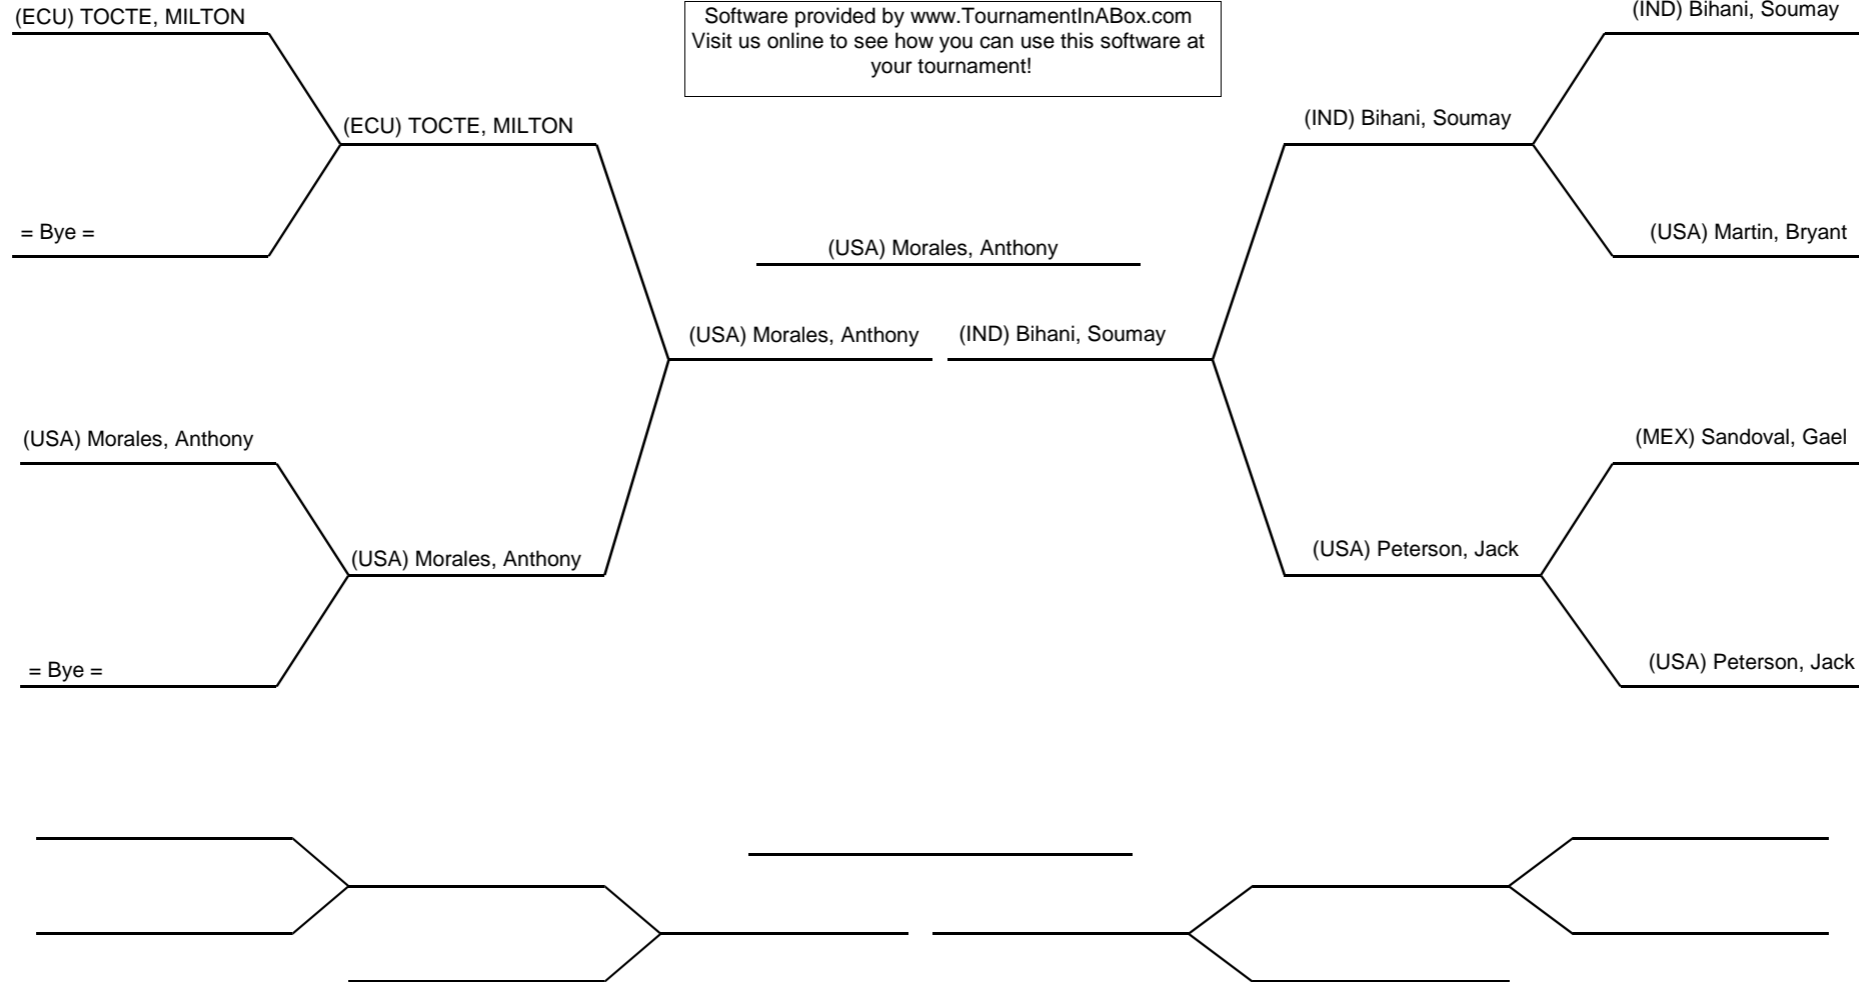 (ECU) TOCTE, MILTON
Software provided by www.TournamentInABox.com
Visit us online to see how you can use this software at
your tournament!
(IND) Bihani, Soumay
(ECU) TOCTE, MILTON
(IND) Bihani, Soumay
= Bye =
(USA) Morales, Anthony
(USA) Martin, Bryant
(USA) Morales, Anthony
(IND) Bihani, Soumay
(USA) Morales, Anthony
(MEX) Sandoval, Gael
(USA) Morales, Anthony
(USA) Peterson, Jack
= Bye =
(USA) Peterson, Jack